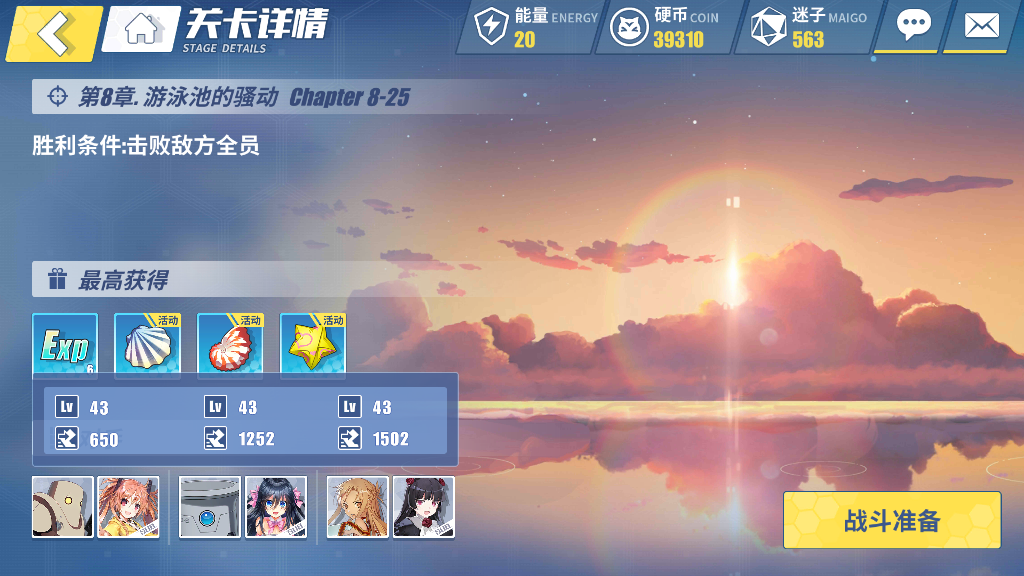 关卡详情
STAGE DETAILS
能量 ENERGY
20
硬币 COIN
39310
迷子 MAIGO
563
第8章. 游泳池的骚动 Chapter 8-25
胜利条件:击败敌方全员
最高获得
Exp 6
活动
活动
活动
Lv 43 Lv 43 Lv 43
650 1252 1502
战斗准备